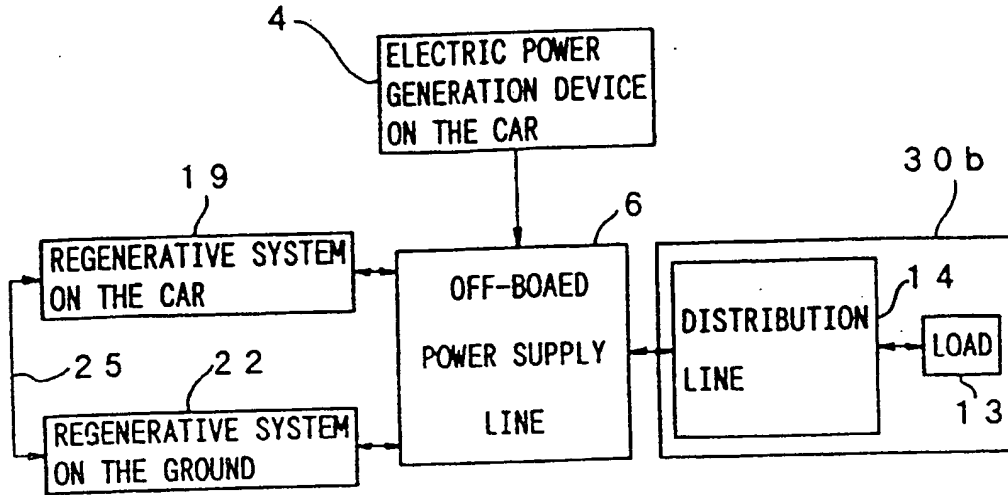 4
ELECTRIC POWER
GENERATION DEVICE
ON THE CAR
19
REGENERATIVE SYSTEM
ON THE CAR
6
OFF-BOAED
POWER SUPPLY
LINE
30b
14
DISTRIBUTION
LINE
LOAD
13
25
22
REGENERATIVE SYSTEM
ON THE GROUND